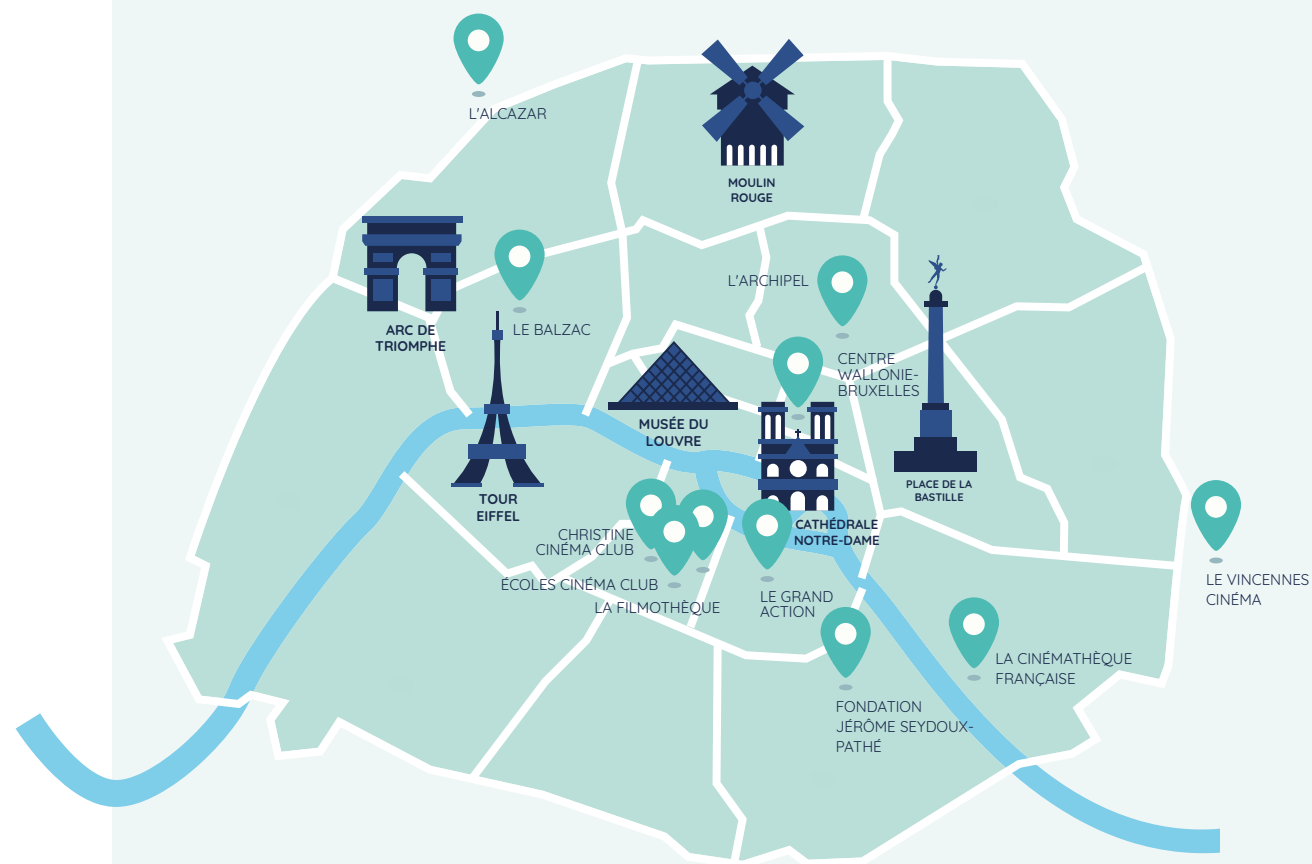 L'ALCAZAR
MOULIN
ROUGE
L'ARCHIPEL
ARC DE
TRIOMPHE
LE BALZAC
CENTRE
WALLONIE-
BRUXELLES
MUSÉE DU
LOUVRE
PLACE DE LA
BASTILLE
TOUR
EIFFEL
CATHÉDRALE
NOTRE-DAME
CHRISTINE
CINÉMA CLUB
ÉCOLES CINÉMA CLUB
LA FILMOTHÈQUE
LE GRAND
ACTION
LE VINCENNES
CINÉMA
LA CINÉMATHÈQUE
FRANÇAISE
FONDATION
JÉRÔME SEYDOUX-
PATHÉ